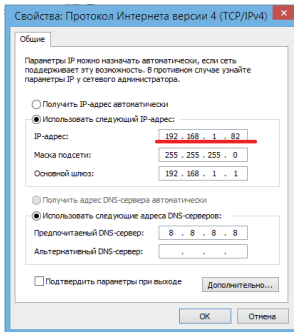 Свойства: Протокол Интернета версии 4 (TCP/IPv4)
Общие
Параметры IP можно назначать автоматически, если сеть
поддерживает эту возможность. В противном случае узнайте
параметры IP у сетевого администратора.
Получить IP-адрес автоматически
Использовать следующий IP-адрес:
IP-адрес: 192 . 168 . 1 . 82
Маска подсети: 255 . 255 . 255 . 0
Основной шлюз: 192 . 168 . 1 . 1
Получить адрес DNS-сервера автоматически
Использовать следующие адреса DNS-серверов:
Предпочитаемый DNS-сервер: 8 . 8 . 8 . 8
Альтернативный DNS-сервер: . . .
Подтвердить параметры при выходе
Дополнительно...
OK Отмена